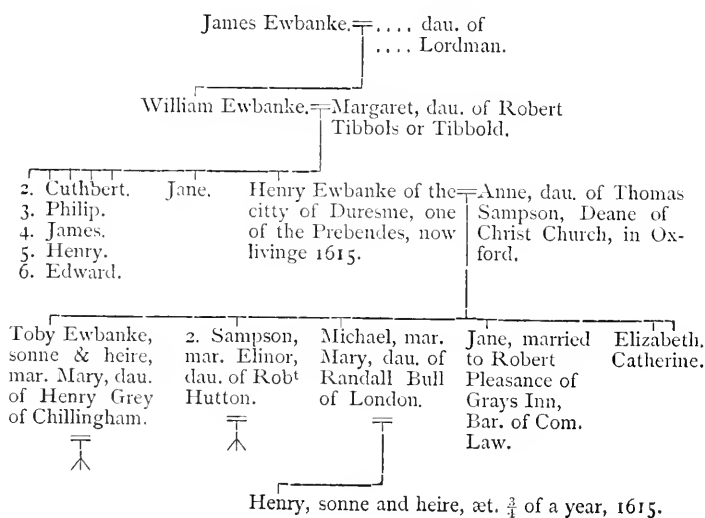 James Ewbanke.=.... dau. of
.... Lordman.
William Ewbanke.=Margaret, dau. of Robert
Tibbols or Tibbold.
2. Cuthbert.
3. Philip.
4. James.
5. Henry.
6. Edward.
Jane.
Henry Ewbanke of the
citty of Duresme, one
of the Prebendes, now
livinge 1615.
=Anne, dau. of Thomas
Sampson, Deane of
Christ Church, in Ox-
ford.
Toby Ewbanke,
sonne & heire,
mar. Mary, dau.
of Henry Grey
of Chillingham.
2. Sampson,
mar. Elinor,
dau. of Robᵗ
Hutton.
Michael, mar.
Mary, dau. of
Randall Bull
of London.
Jane, married
to Robert
Pleasance of
Grays Inn,
Bar. of Com.
Law.
Elizabeth.
Catherine.
Henry, sonne and heire, æt. ¾ of a year, 1615.